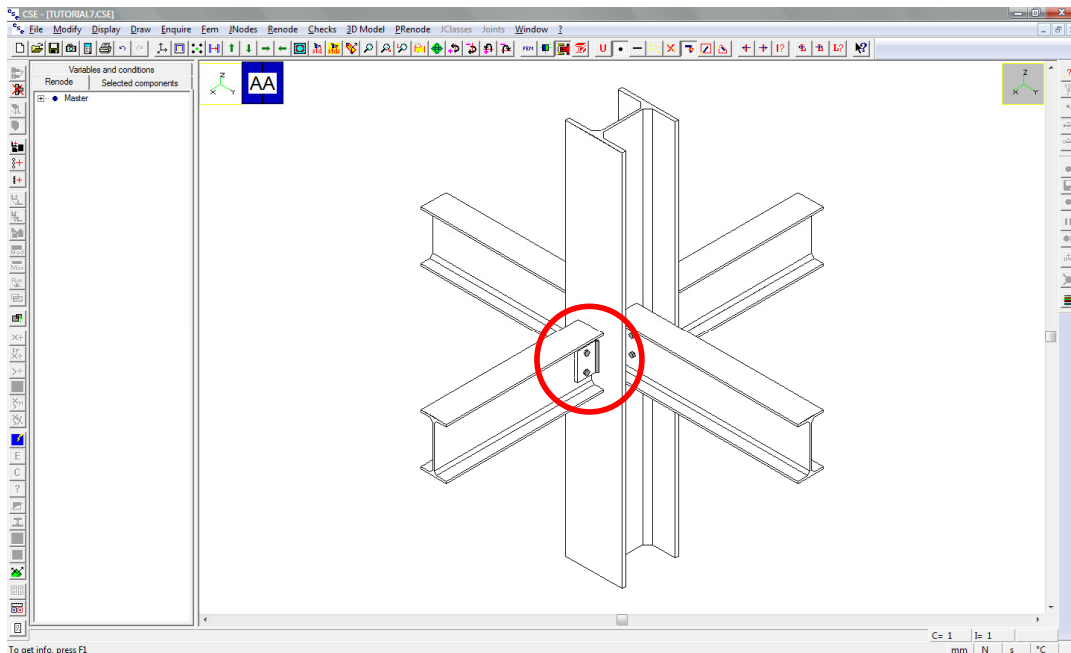 CSE - [TUTORIAL7.CSE]
File Modify Display Draw Enquire Fem JNodes Renode Checks 3D Model PRenode JClasses Joints Window ?
FEM U X I? L?
Variables and conditions
Renode Selected components
Master
Z
X Y
AA
Z
X Y
E
C
?
C= 1 I= 1
To get info, press F1
mm N s °C